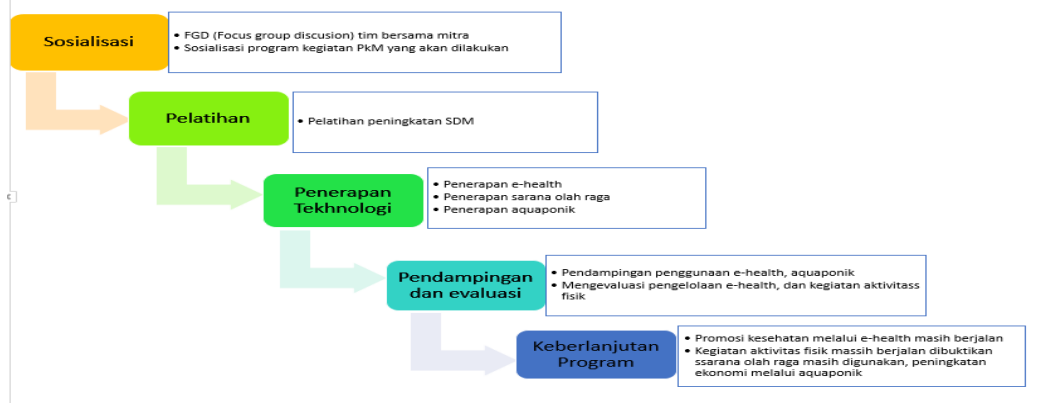 Sosialisasi
• FGD (Focus group discusion) tim bersama mitra
• Sosialisasi program kegiatan PkM yang akan dilakukan
Pelatihan
• Pelatihan peningkatan SDM
Penerapan
Tekhnologi
• Penerapan e-health
• Penerapan sarana olah raga
• Penerapan aquaponik
Pendampingan
dan evaluasi
• Pendampingan penggunaan e-health, aquaponik
• Mengevaluasi pengelolaan e-health, dan kegiatan aktivitass
fisik
Keberlanjutan
Program
• Promosi kesehatan melalui e-health masih berjalan
• Kegiatan aktivitas fisik massih berjalan dibuktikan
ssarana olah raga masih digunakan, peningkatan
ekonomi melalui aquaponik